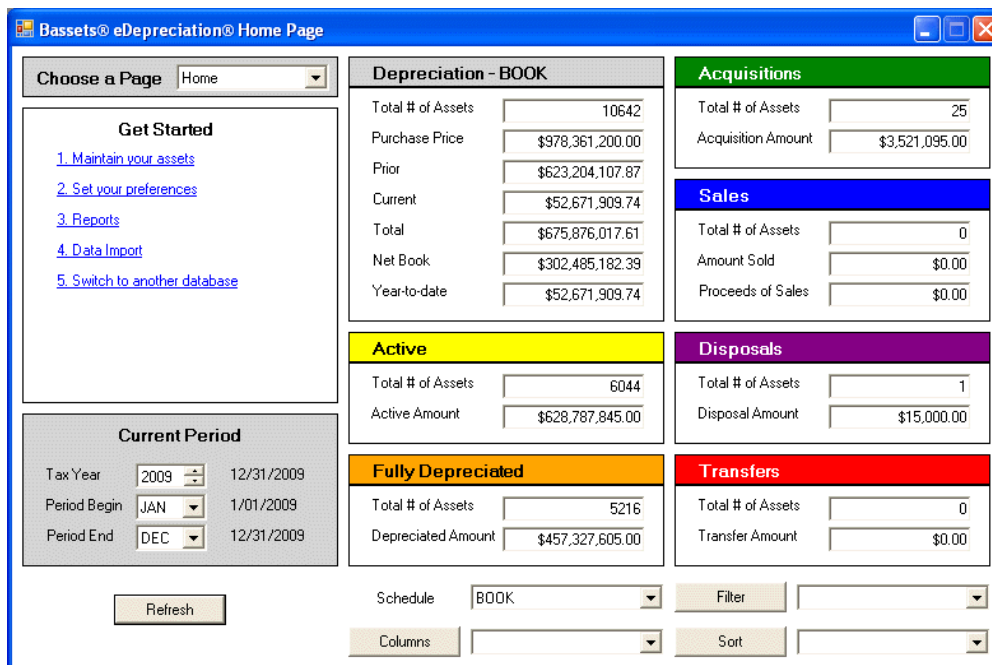 Bassets® eDepreciation® Home Page
Choose a Page Home
Get Started
1. Maintain your assets
2. Set your preferences
3. Reports
4. Data Import
5. Switch to another database
Current Period
Tax Year 2009 12/31/2009
Period Begin JAN 1/01/2009
Period End DEC 12/31/2009
Refresh
Depreciation - BOOK
Total # of Assets 10642
Purchase Price $978,361,200.00
Prior $623,204,107.87
Current $52,671,909.74
Total $675,876,017.61
Net Book $302,485,182.39
Year-to-date $52,671,909.74
Active
Total # of Assets 6044
Active Amount $628,787,845.00
Fully Depreciated
Total # of Assets 5216
Depreciated Amount $457,327,605.00
Acquisitions
Total # of Assets 25
Acquisition Amount $3,521,095.00
Sales
Total # of Assets 0
Amount Sold $0.00
Proceeds of Sales $0.00
Disposals
Total # of Assets 1
Disposal Amount $15,000.00
Transfers
Total # of Assets 0
Transfer Amount $0.00
Schedule BOOK
Filter
Columns
Sort